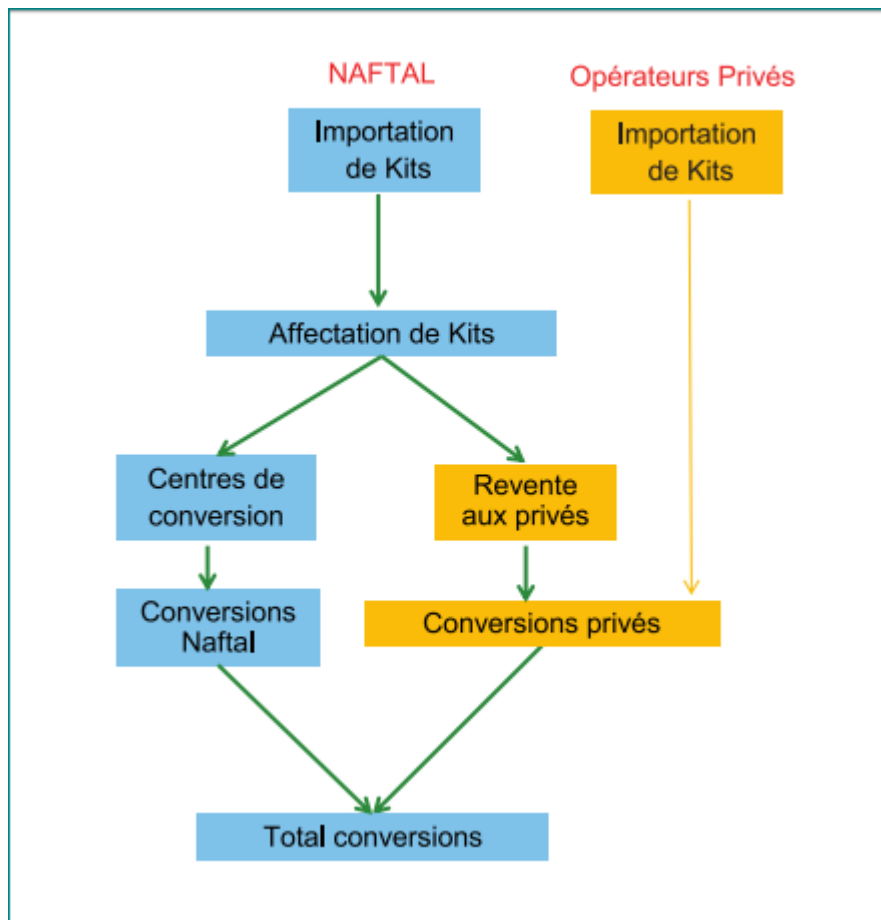 NAFTAL
Opérateurs Privés
Importation
de Kits
Importation
de Kits
Affectation de Kits
Centres de
conversion
Revente
aux privés
Conversions
Naftal
Conversions privés
Total conversions